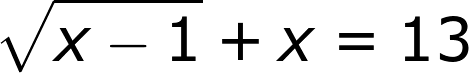 √(x − 1) + x = 13